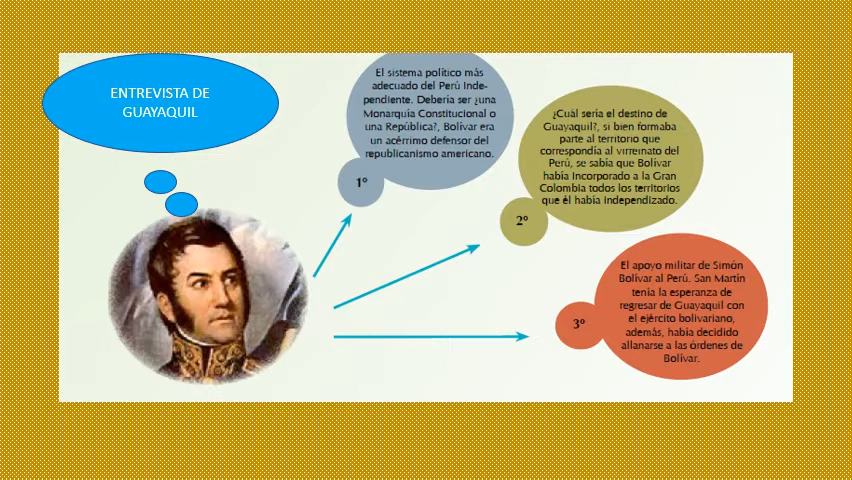 ENTREVISTA DE
GUAYAQUIL
El sistema político más
adecuado del Perú Inde-
pendiente. Debería ser ¿una
Monarquía Constitucional o
una República?, Bolívar era
un acérrimo defensor del
republicanismo americano.
1°
¿Cuál sería el destino de
Guayaquil?, si bien formaba
parte al territorio que
correspondía al virreinato del
Perú, se sabía que Bolívar
había incorporado a la Gran
Colombia todos los territorios
que él había independizado.
2°
El apoyo militar de Simón
Bolívar al Perú. San Martín
tenía la esperanza de
regresar de Guayaquil con
el ejército bolivariano,
además, había decidido
allanarse a las órdenes de
Bolívar.
3°